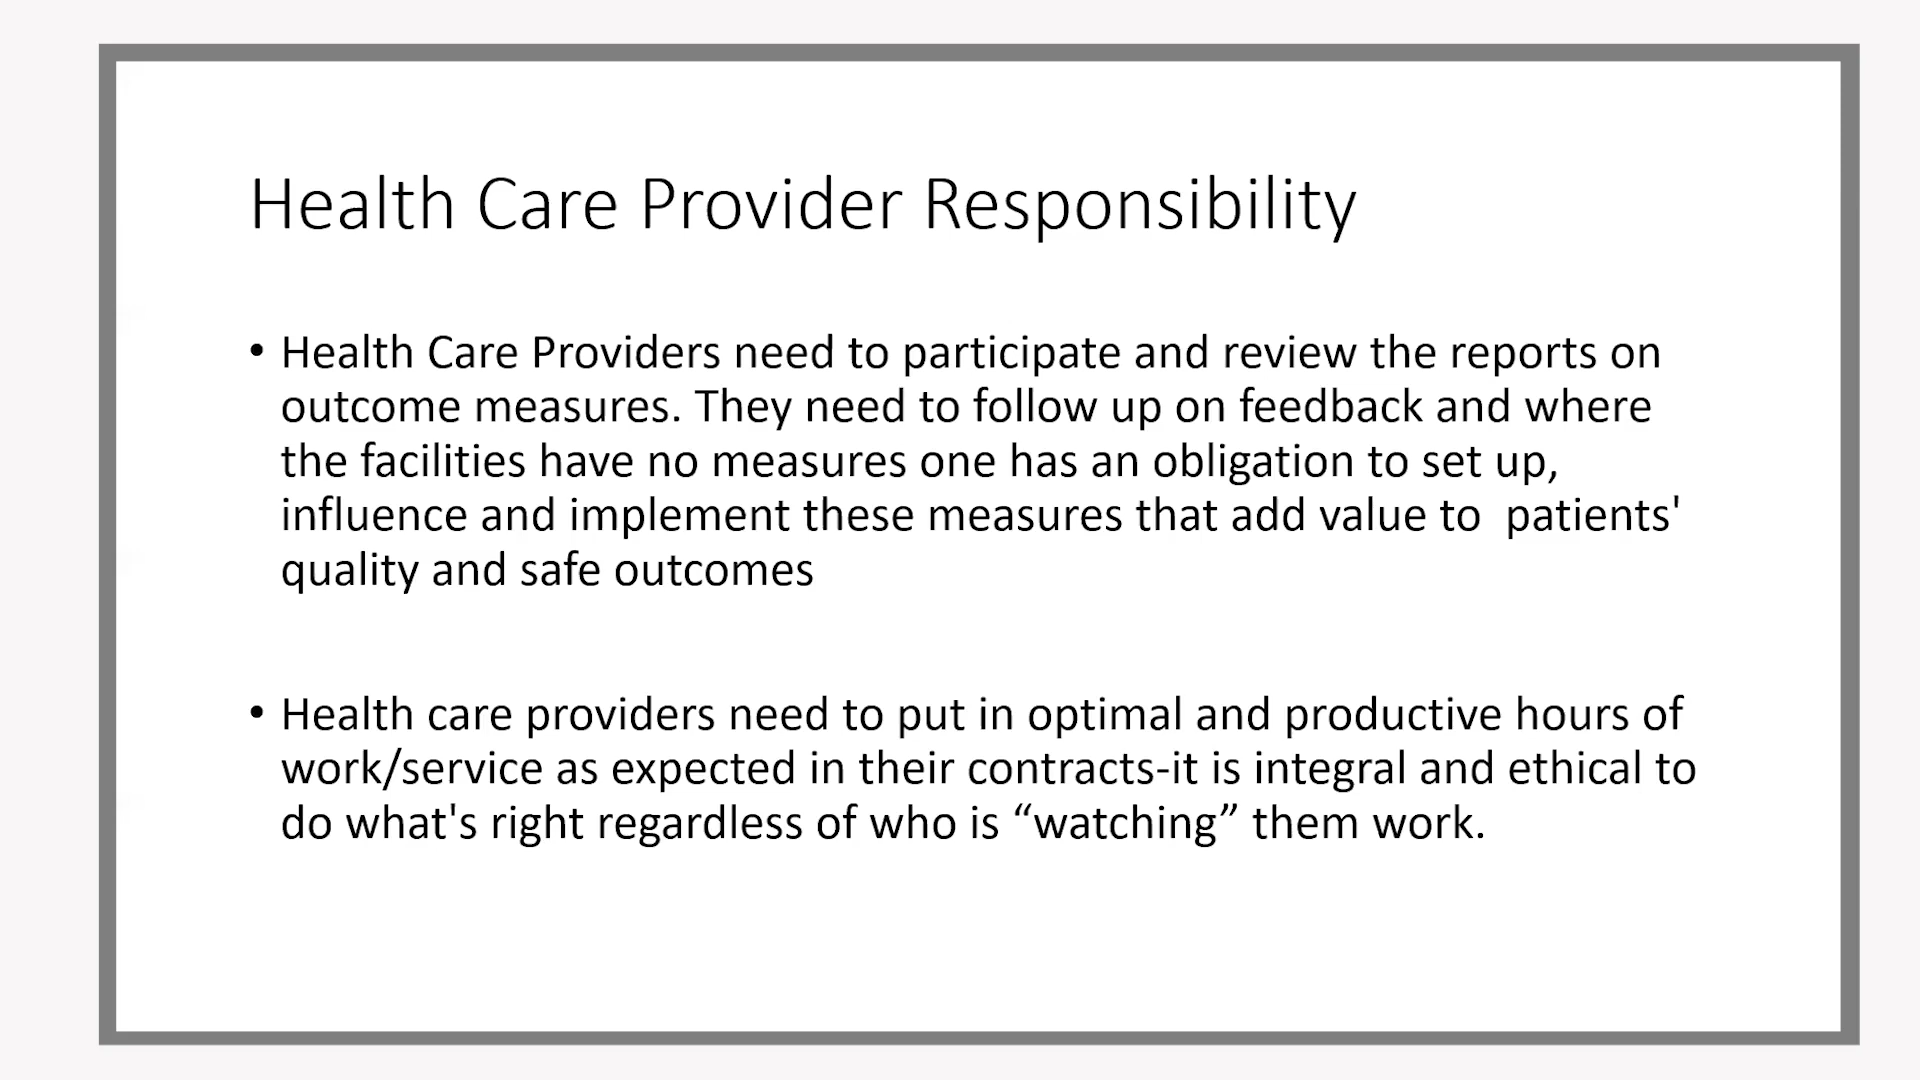 Health Care Provider Responsibility
• Health Care Providers need to participate and review the reports on
outcome measures. They need to follow up on feedback and where
the facilities have no measures one has an obligation to set up,
influence and implement these measures that add value to  patients'
quality and safe outcomes
• Health care providers need to put in optimal and productive hours of
work/service as expected in their contracts-it is integral and ethical to
do what's right regardless of who is “watching” them work.